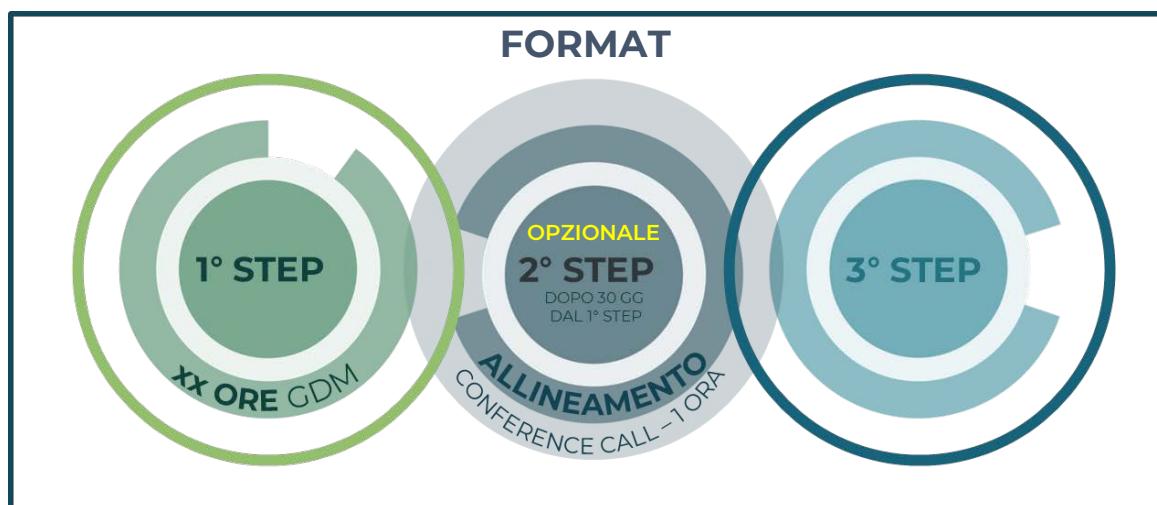 FORMAT
1° STEP
xx ORE GDM
OPZIONALE
2° STEP
DOPO 30 GG
DAL 1° STEP
ALLINEAMENTO
CONFERENCE CALL – 1 ORA
3° STEP